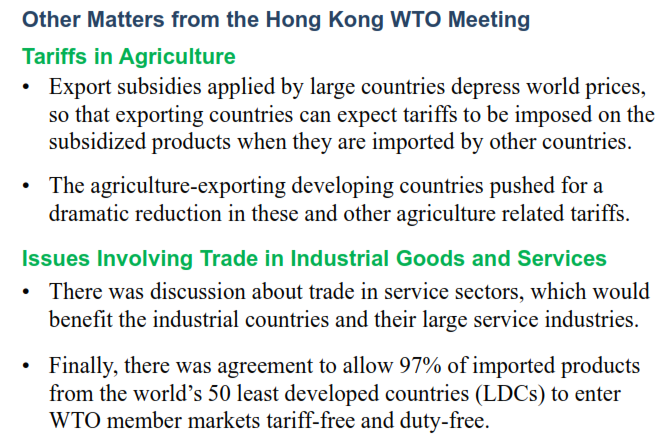 Other Matters from the Hong Kong WTO Meeting
Tariffs in Agriculture
• Export subsidies applied by large countries depress world prices,
so that exporting countries can expect tariffs to be imposed on the
subsidized products when they are imported by other countries.
• The agriculture-exporting developing countries pushed for a
dramatic reduction in these and other agriculture related tariffs.
Issues Involving Trade in Industrial Goods and Services
• There was discussion about trade in service sectors, which would
benefit the industrial countries and their large service industries.
• Finally, there was agreement to allow 97% of imported products
from the world’s 50 least developed countries (LDCs) to enter
WTO member markets tariff-free and duty-free.